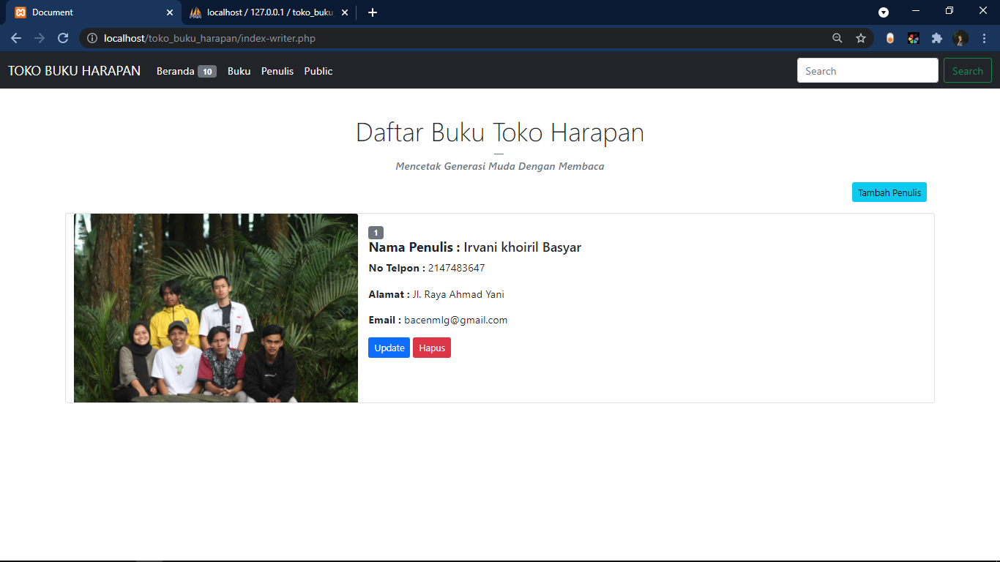 Document
localhost / 127.0.0.1 / toko_buku_
localhost/toko_buku_harapan/index-writer.php
TOKO BUKU HARAPAN Beranda 10 Buku Penulis Public Search Search
Daftar Buku Toko Harapan
—
Mencetak Generasi Muda Dengan Membaca
Tambah Penulis
1
Nama Penulis : Irvani khoiril Basyar
No Telpon : 2147483647
Alamat : Jl. Raya Ahmad Yani
Email : bacenmlg@gmail.com
Update Hapus